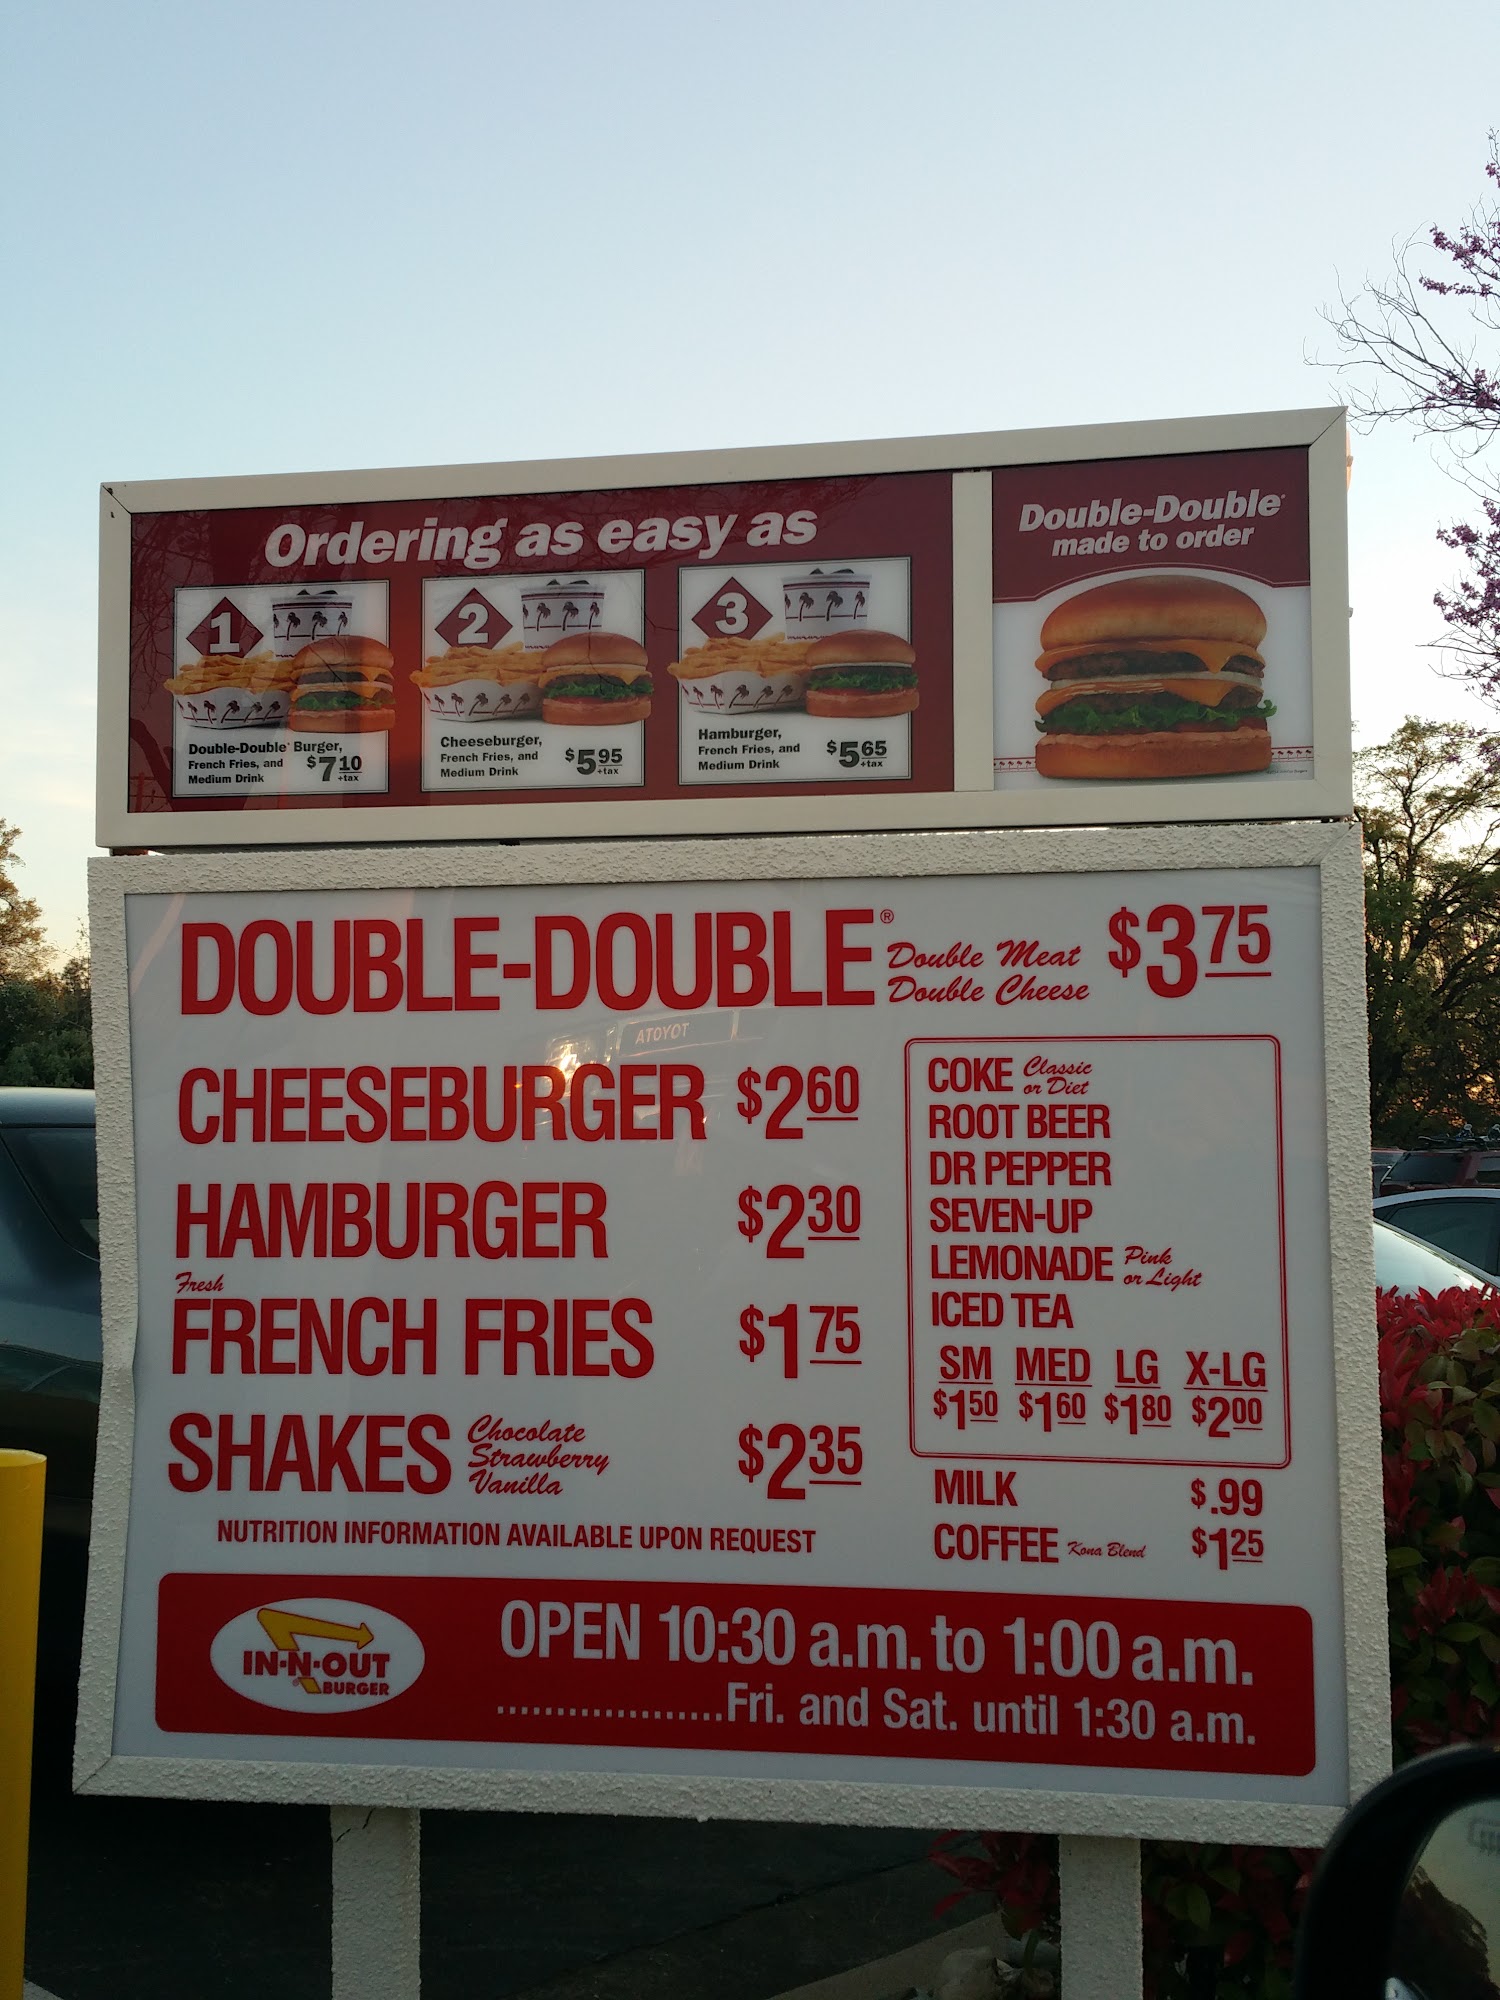 Ordering as easy as
1
Double-Double® Burger,
French Fries, and
Medium Drink
$7.10
+tax
2
Cheeseburger,
French Fries, and
Medium Drink
$5.95
+tax
3
Hamburger,
French Fries, and
Medium Drink
$5.65
+tax
Double-Double®
made to order
DOUBLE-DOUBLE® Double Meat Double Cheese $3.75
CHEESEBURGER $2.60
HAMBURGER $2.30
Fresh
FRENCH FRIES $1.75
SHAKES Chocolate Strawberry Vanilla $2.35
NUTRITION INFORMATION AVAILABLE UPON REQUEST
COKE Classic or Diet
ROOT BEER
DR PEPPER
SEVEN-UP
LEMONADE Pink or Light
ICED TEA
SM MED LG X-LG
$1.50 $1.60 $1.80 $2.00
MILK $.99
COFFEE Kona Blend $1.25
IN-N-OUT
BURGER
OPEN 10:30 a.m. to 1:00 a.m.
...................Fri. and Sat. until 1:30 a.m.
ATOYOT